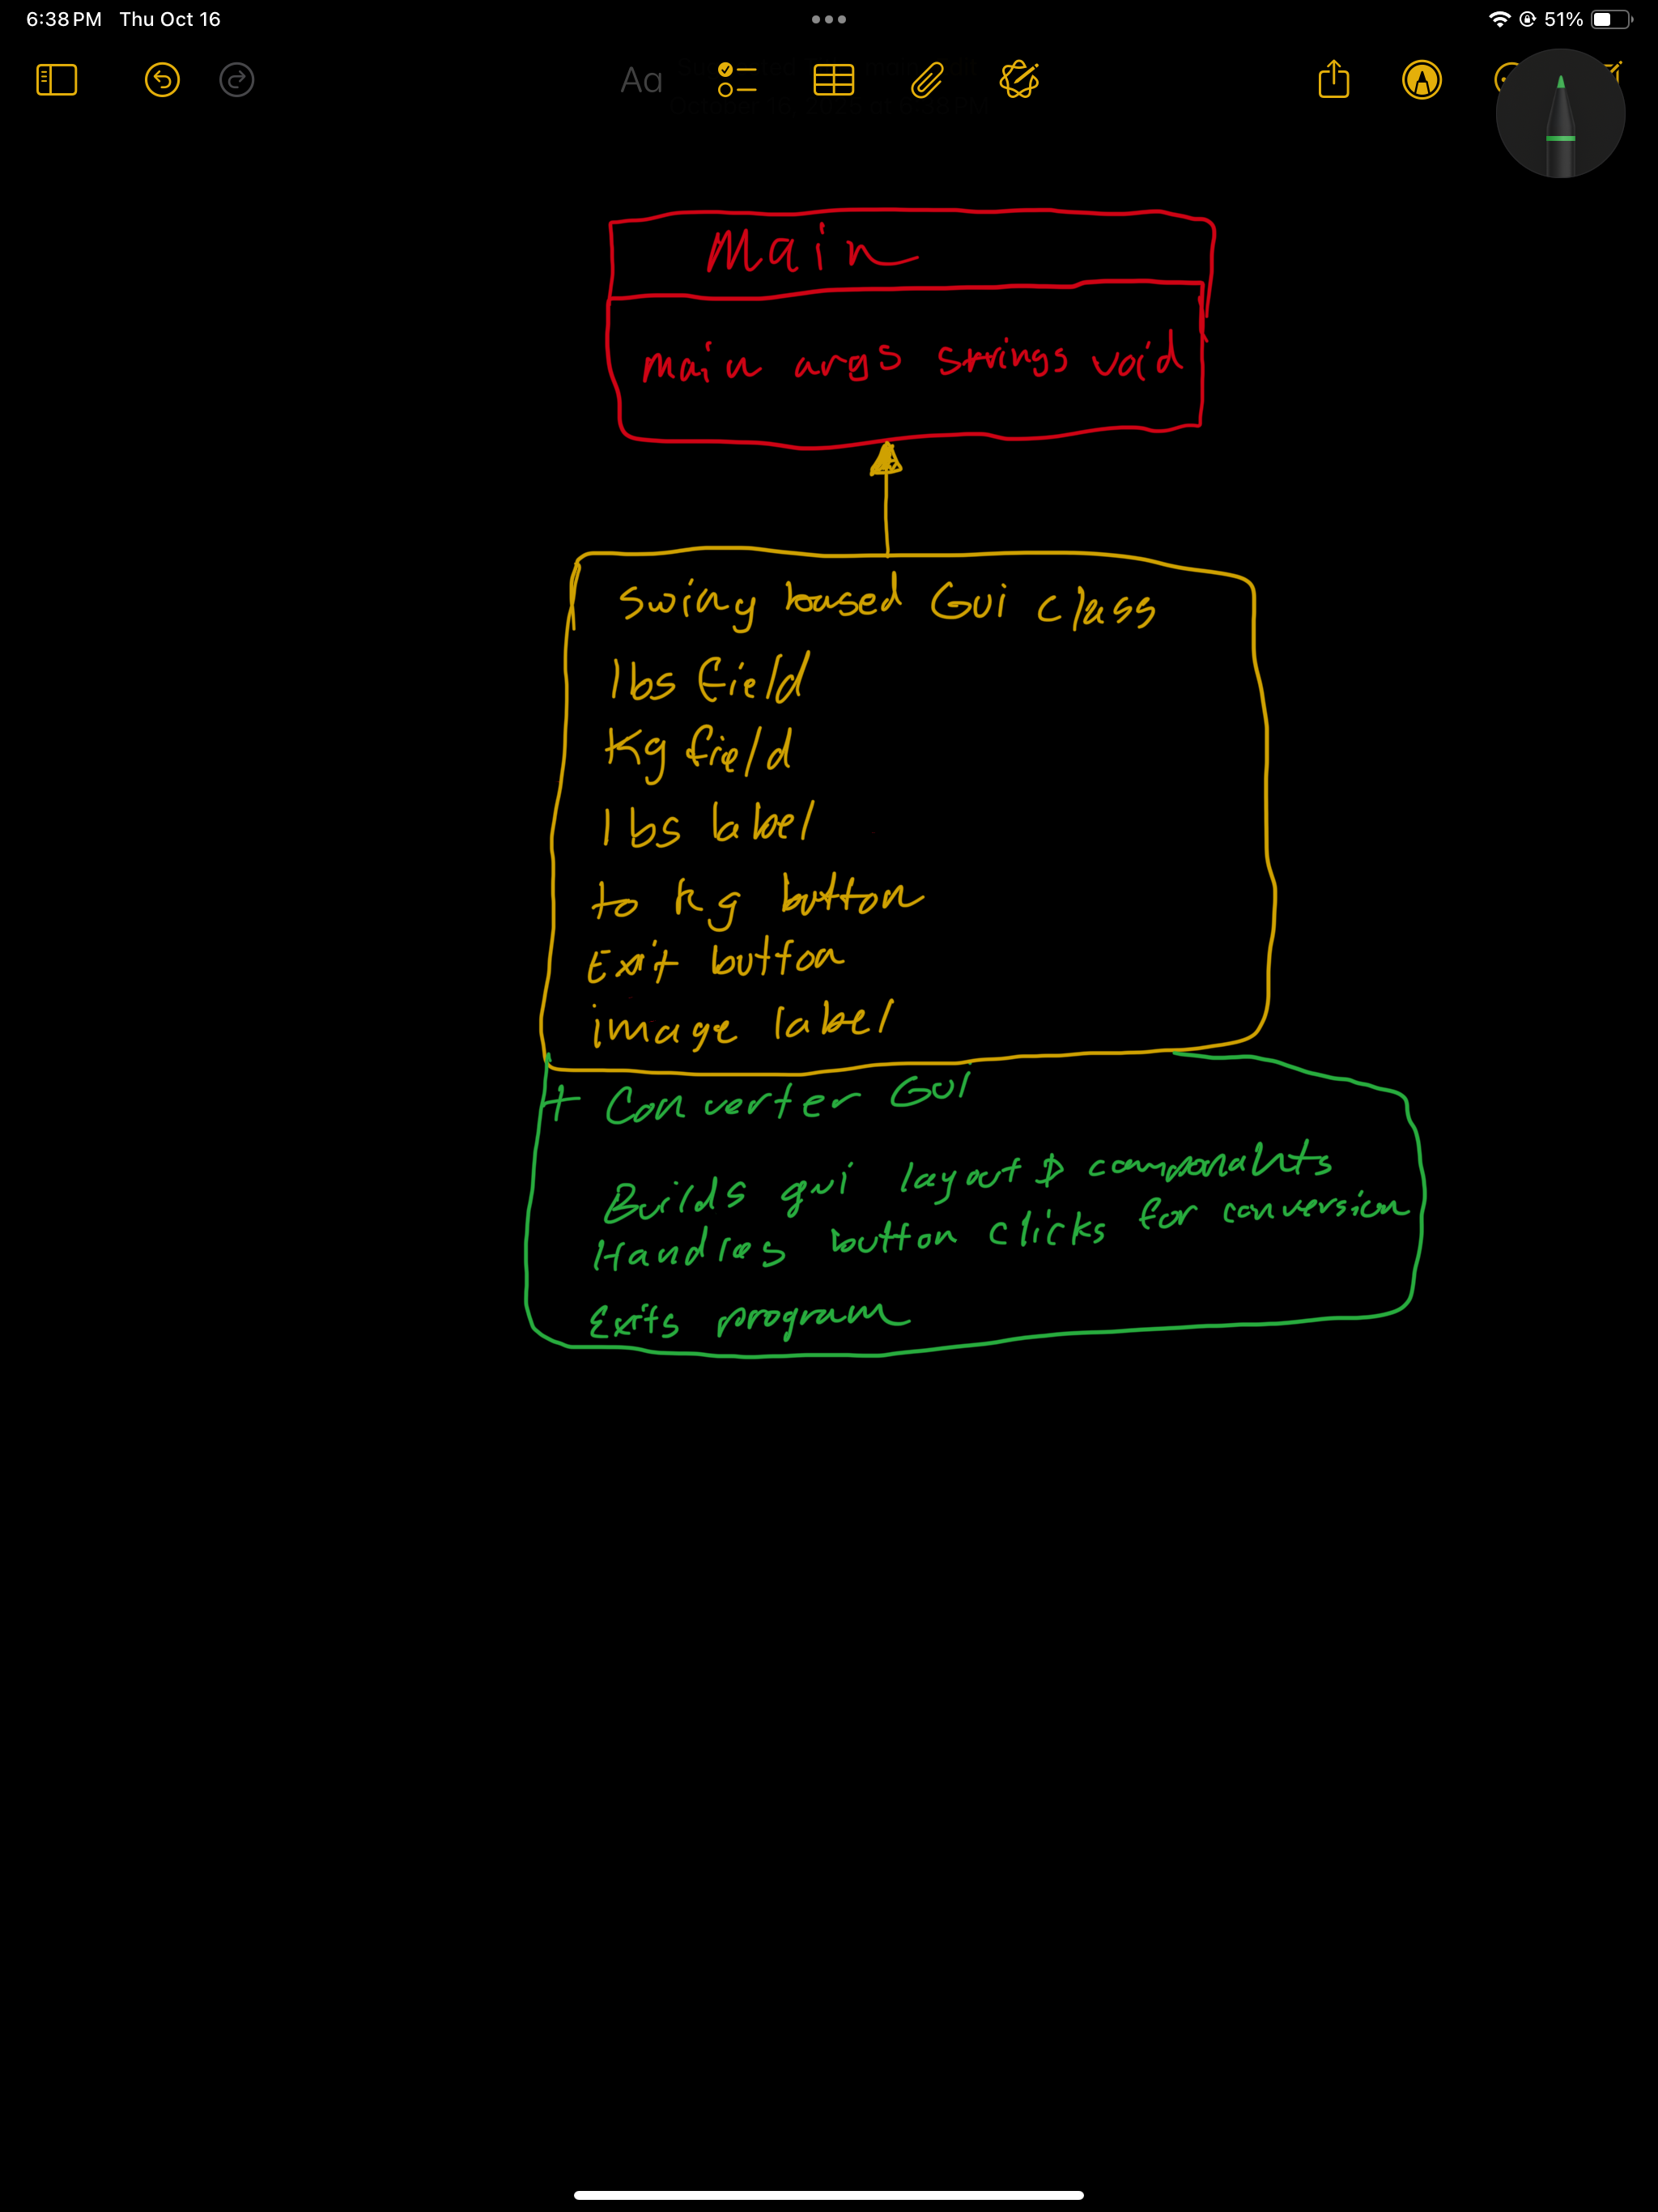 6:38 PM Thu Oct 16
51%
Aa
Main
main args strings void
Swing based Gui class
lbs field
Kg field
lbs label
to kg button
Exit button
image label
+ Converter GUI
Builds gui layout & componants
Handles button clicks for conversion
Exits program